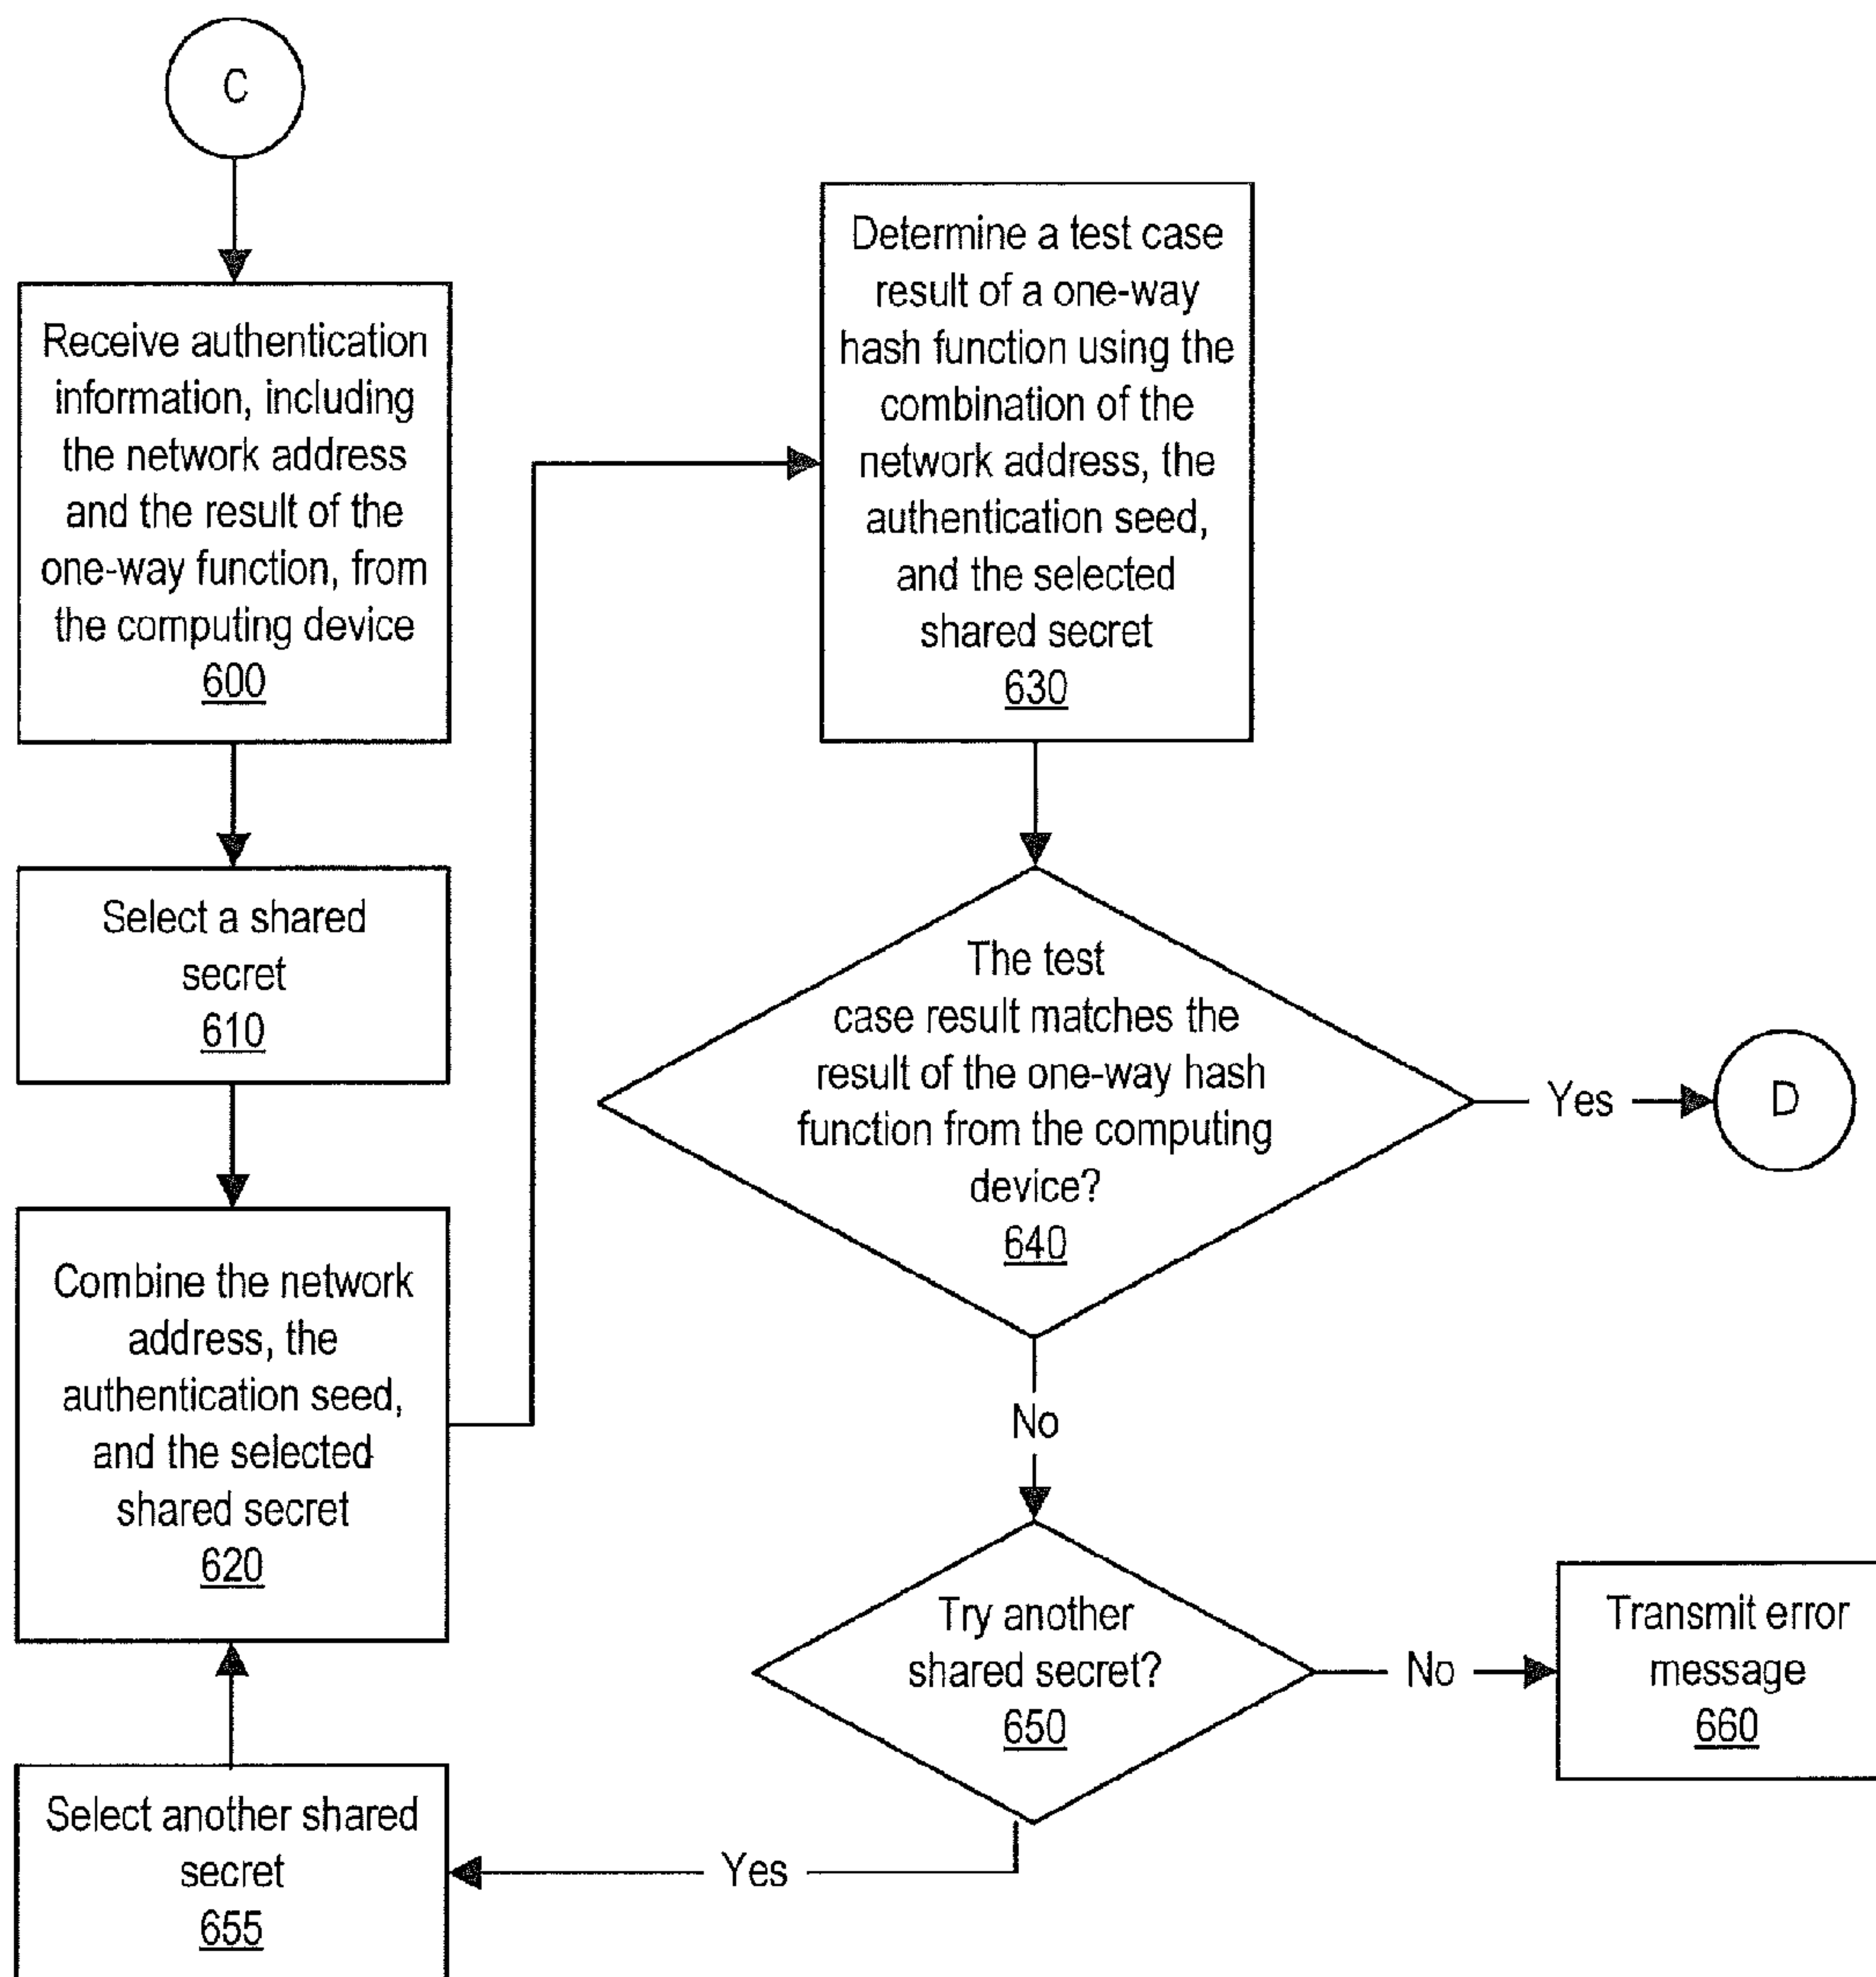 C
Receive authentication
information, including
the network address
and the result of the
one-way function, from
the computing device
600
Select a shared
secret
610
Combine the network
address, the
authentication seed,
and the selected
shared secret
620
Determine a test case
result of a one-way
hash function using the
combination of the
network address, the
authentication seed,
and the selected
shared secret
630
The test
case result matches the
result of the one-way hash
function from the computing
device?
640
Yes
D
No
Try another
shared secret?
650
No
Transmit error
message
660
Yes
Select another shared
secret
655